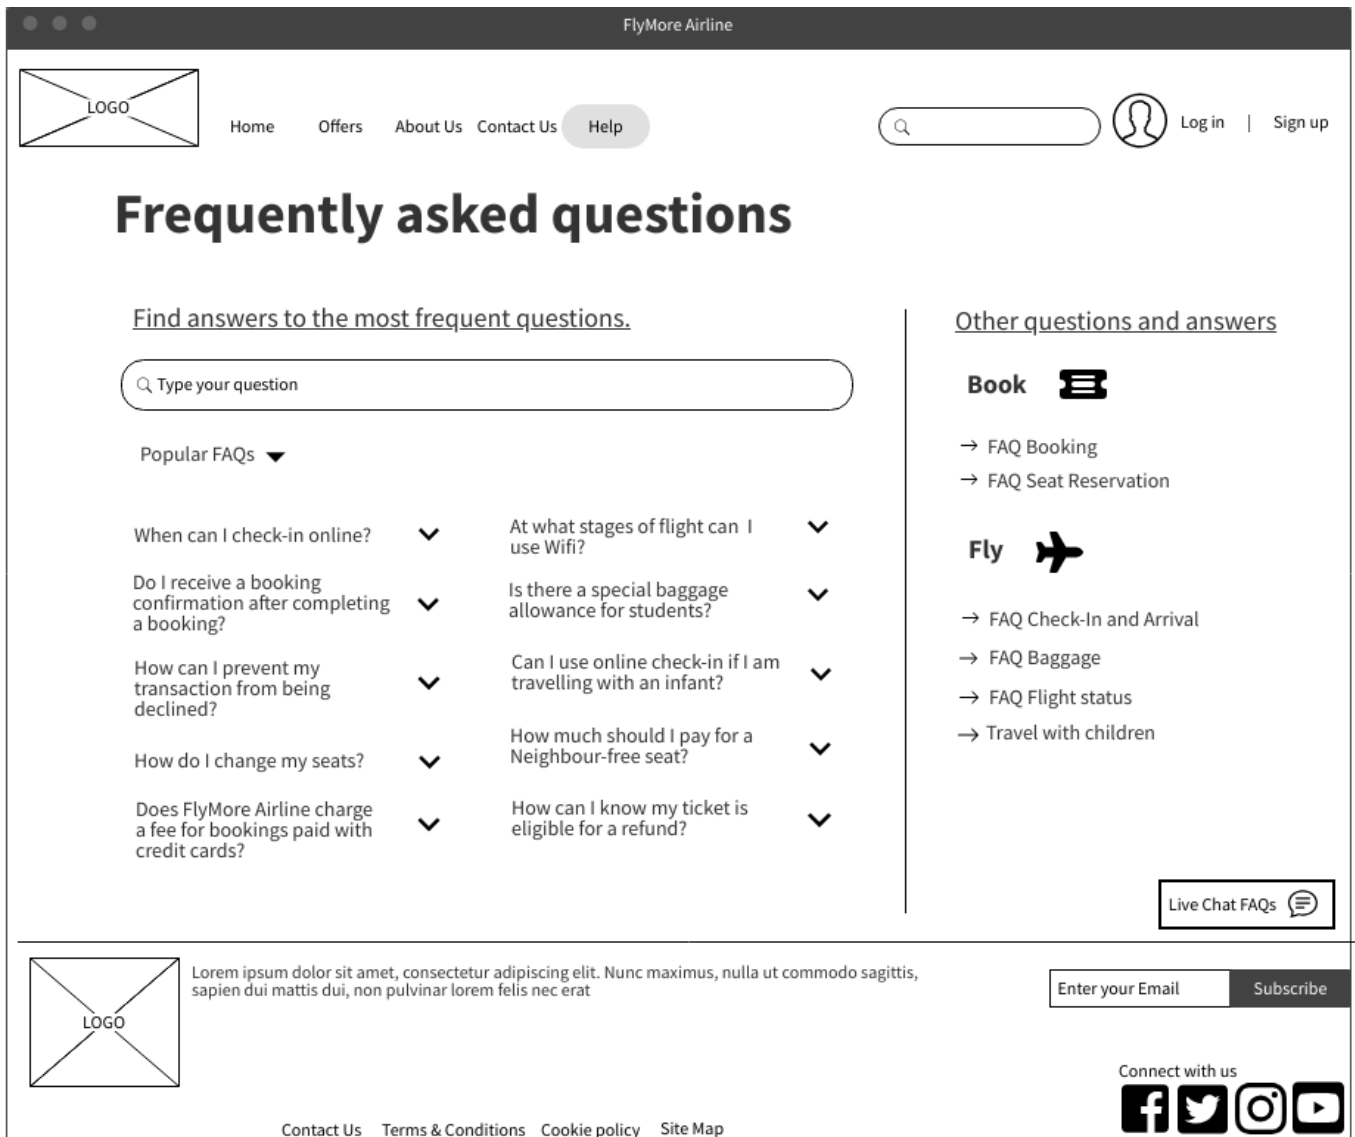 FlyMore Airline
LOGO
Home Offers About Us Contact Us Help
Log in | Sign up
Frequently asked questions
Find answers to the most frequent questions.
Type your question
Popular FAQs
When can I check-in online?
Do I receive a booking
confirmation after completing
a booking?
How can I prevent my
transaction from being
declined?
How do I change my seats?
Does FlyMore Airline charge
a fee for bookings paid with
credit cards?
At what stages of flight can I
use Wifi?
Is there a special baggage
allowance for students?
Can I use online check-in if I am
travelling with an infant?
How much should I pay for a
Neighbour-free seat?
How can I know my ticket is
eligible for a refund?
Other questions and answers
Book
→ FAQ Booking
→ FAQ Seat Reservation
Fly
→ FAQ Check-In and Arrival
→ FAQ Baggage
→ FAQ Flight status
→ Travel with children
Live Chat FAQs
LOGO
Lorem ipsum dolor sit amet, consectetur adipiscing elit. Nunc maximus, nulla ut commodo sagittis,
sapien dui mattis dui, non pulvinar lorem felis nec erat
Enter your Email Subscribe
Connect with us
Contact Us Terms & Conditions Cookie policy Site Map